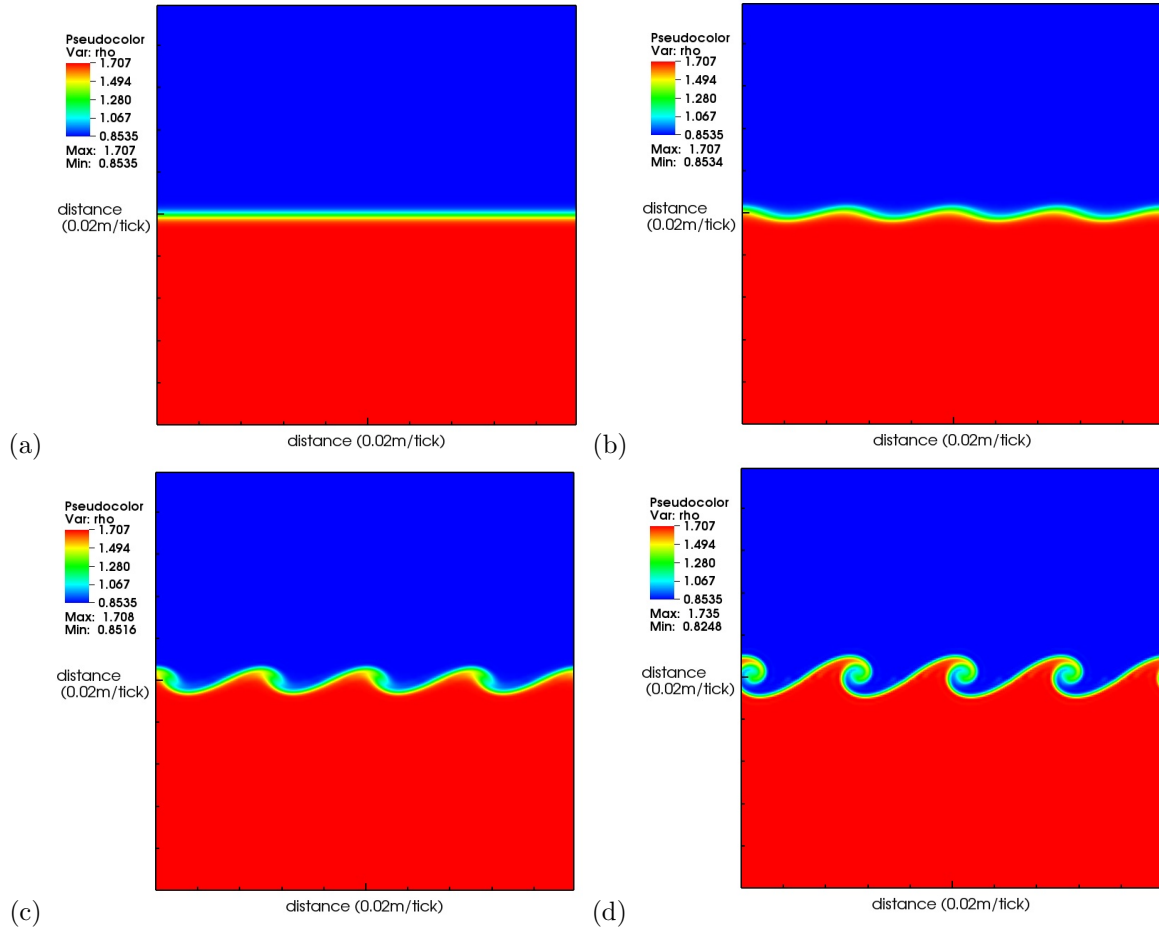 Pseudocolor
Var: rho
1.707
1.494
1.280
1.067
0.8535
Max: 1.707
Min: 0.8535
distance
(0.02m/tick)
distance (0.02m/tick)
(a)
Pseudocolor
Var: rho
1.707
1.494
1.280
1.067
0.8535
Max: 1.707
Min: 0.8534
distance
(0.02m/tick)
distance (0.02m/tick)
(b)
Pseudocolor
Var: rho
1.707
1.494
1.280
1.067
0.8535
Max: 1.708
Min: 0.8516
distance
(0.02m/tick)
distance (0.02m/tick)
(c)
Pseudocolor
Var: rho
1.707
1.494
1.280
1.067
0.8535
Max: 1.735
Min: 0.8248
distance
(0.02m/tick)
distance (0.02m/tick)
(d)